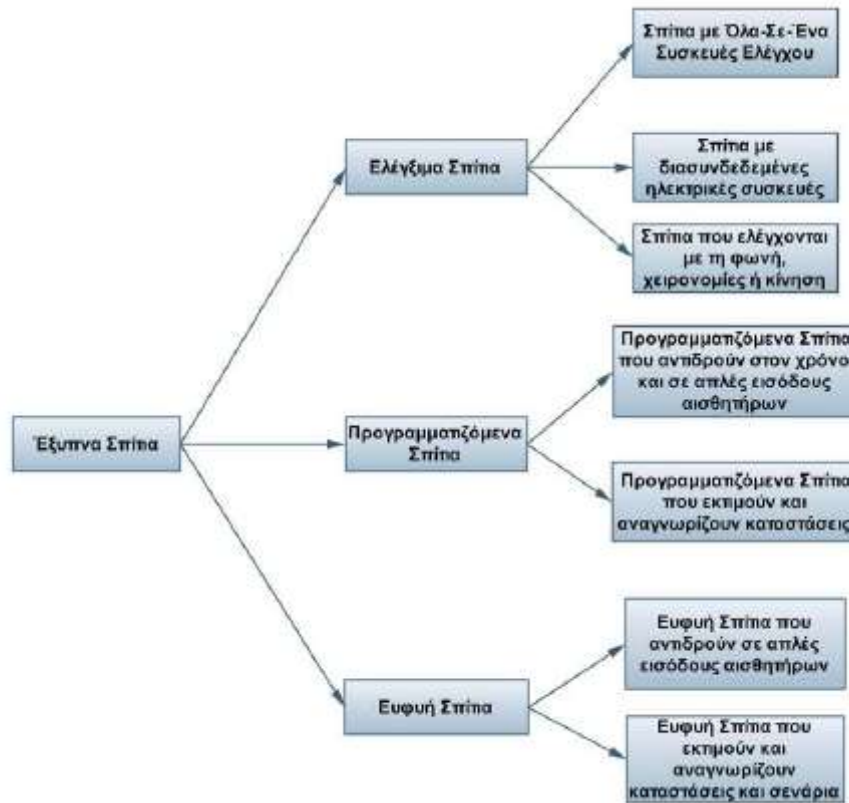 Σπίτια με Όλα-Σε-Ένα
Συσκευές Ελέγχου
Ελέγξιμα Σπίτια
Σπίτια με
διασυνδεδεμένες
ηλεκτρικές συσκευές
Σπίτια που ελέγχονται
με τη φωνή,
χειρονομίες ή κίνηση
Έξυπνα Σπίτια
Προγραμματιζόμενα
Σπίτια
Προγραμματιζόμενα Σπίτια
που αντιδρούν στον χρόνο
και σε απλές εισόδους
αισθητήρων
Προγραμματιζόμενα Σπίτια
που εκτιμούν και
αναγνωρίζουν καταστάσεις
Ευφυή Σπίτια
Ευφυή Σπίτια που
αντιδρούν σε απλές
εισόδους αισθητήρων
Ευφυή Σπίτια που
εκτιμούν και
αναγνωρίζουν
καταστάσεις και σενάρια